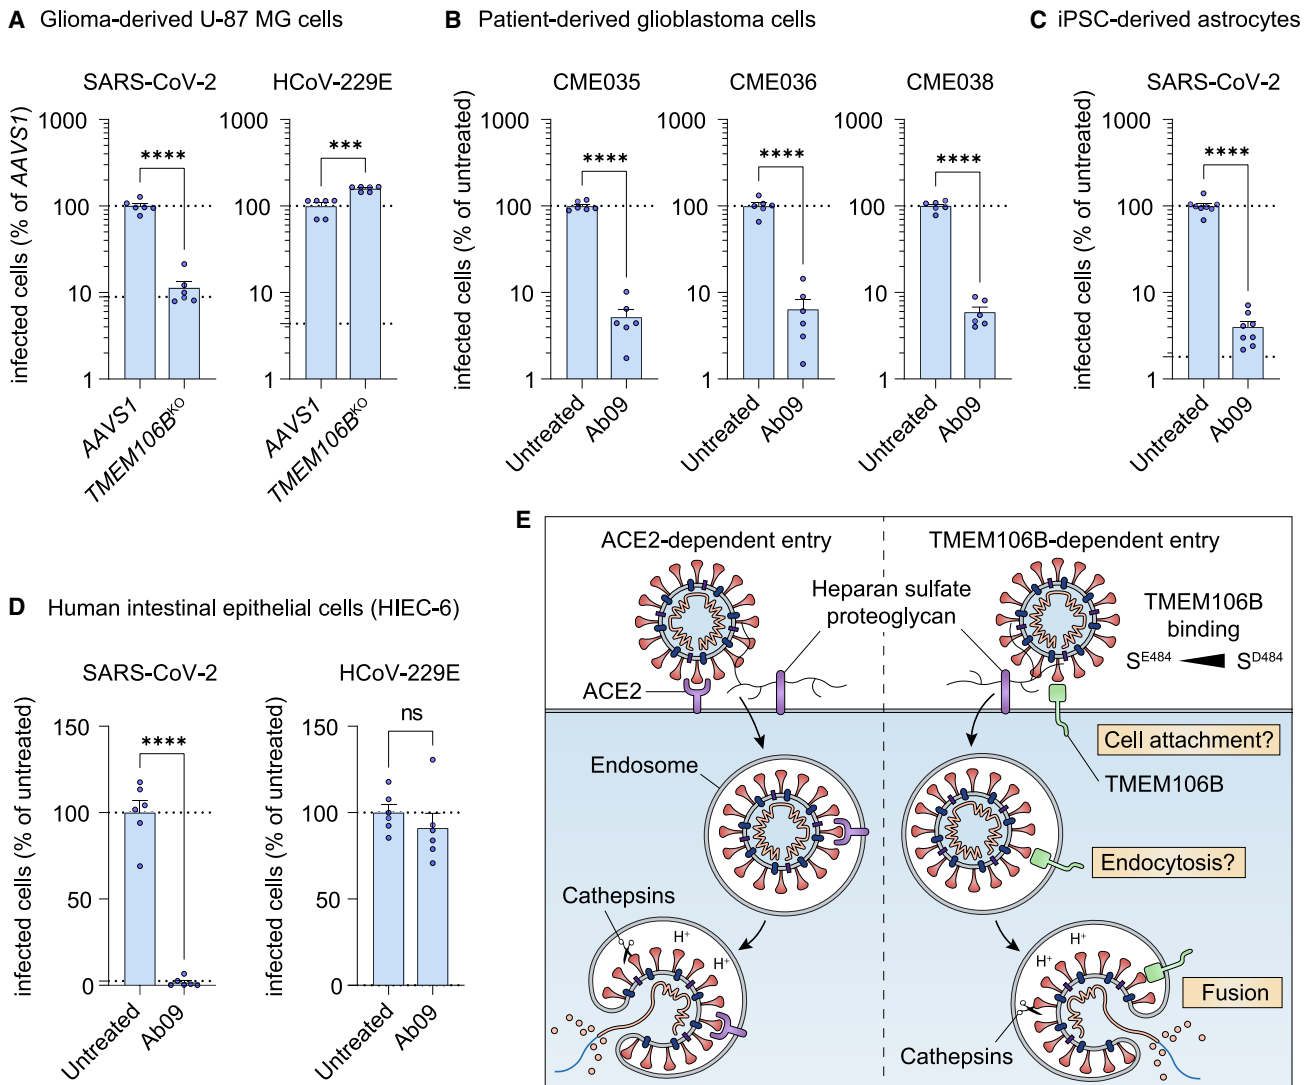 A Glioma-derived U-87 MG cells
SARS-CoV-2
HCoV-229E
infected cells (% of AAVS1)
1000
100
10
1
****
AAVS1
TMEM106B^KO
1000
100
10
1
***
AAVS1
TMEM106B^KO
B Patient-derived glioblastoma cells
CME035
CME036
CME038
infected cells (% of untreated)
1000
100
10
1
****
Untreated
Ab09
1000
100
10
1
****
Untreated
Ab09
1000
100
10
1
****
Untreated
Ab09
C iPSC-derived astrocytes
SARS-CoV-2
infected cells (% of untreated)
1000
100
10
1
****
Untreated
Ab09
D Human intestinal epithelial cells (HIEC-6)
SARS-CoV-2
infected cells (% of untreated)
150
100
50
0
****
Untreated
Ab09
HCoV-229E
infected cells (% of untreated)
150
100
50
0
ns
Untreated
Ab09
E
ACE2-dependent entry
TMEM106B-dependent entry
Heparan sulfate
proteoglycan
TMEM106B
binding
S^E484 S^D484
ACE2
Cell attachment?
TMEM106B
Endosome
Endocytosis?
Cathepsins
H+
H+
H+
H+
Fusion
Cathepsins